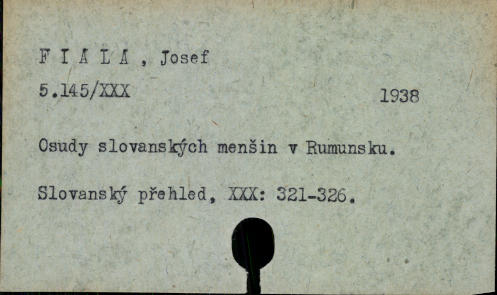 F I A L A , Josef
5.145/XXX
1938
Osudy slovanských menšin v Rumunsku.
Slovanský přehled, XXX: 321-326.